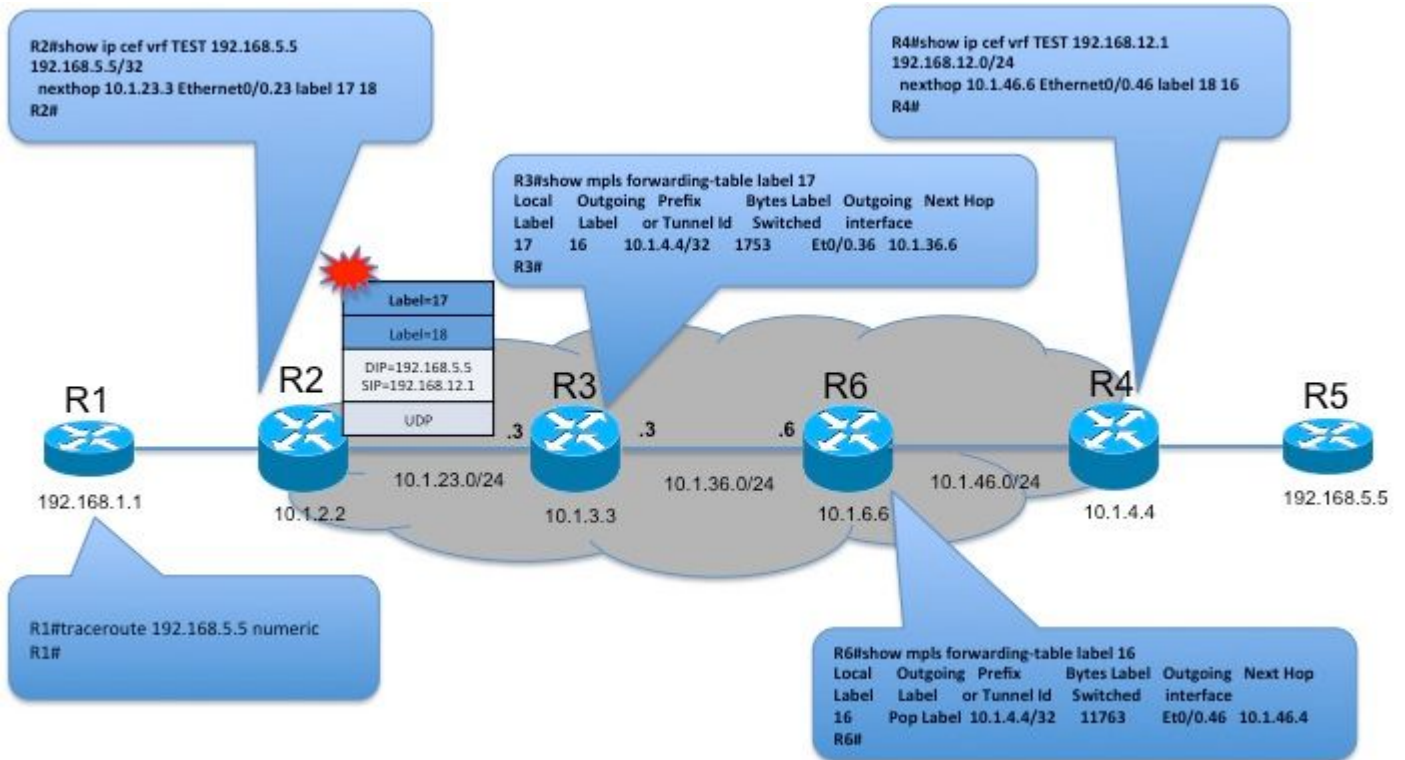 R2#show ip cef vrf TEST 192.168.5.5
192.168.5.5/32
nexthop 10.1.23.3 Ethernet0/0.23 label 17 18
R2#
R4#show ip cef vrf TEST 192.168.12.1
192.168.12.0/24
nexthop 10.1.46.6 Ethernet0/0.46 label 18 16
R4#
R3#show mpls forwarding-table label 17
Local Outgoing Prefix Bytes Label Outgoing Next Hop
Label Label or Tunnel Id Switched interface
17 16 10.1.4.4/32 1753 Et0/0.36 10.1.36.6
R3#
Label=17
Label=18
DIP=192.168.5.5
SIP=192.168.12.1
UDP
R1
R2
R3
R6
R4
R5
.3
.3
.6
10.1.23.0/24
10.1.36.0/24
10.1.46.0/24
192.168.1.1
10.1.2.2
10.1.3.3
10.1.6.6
10.1.4.4
192.168.5.5
R1#traceroute 192.168.5.5 numeric
R1#
R6#show mpls forwarding-table label 16
Local Outgoing Prefix Bytes Label Outgoing Next Hop
Label Label or Tunnel Id Switched interface
16 Pop Label 10.1.4.4/32 11763 Et0/0.46 10.1.46.4
R6#